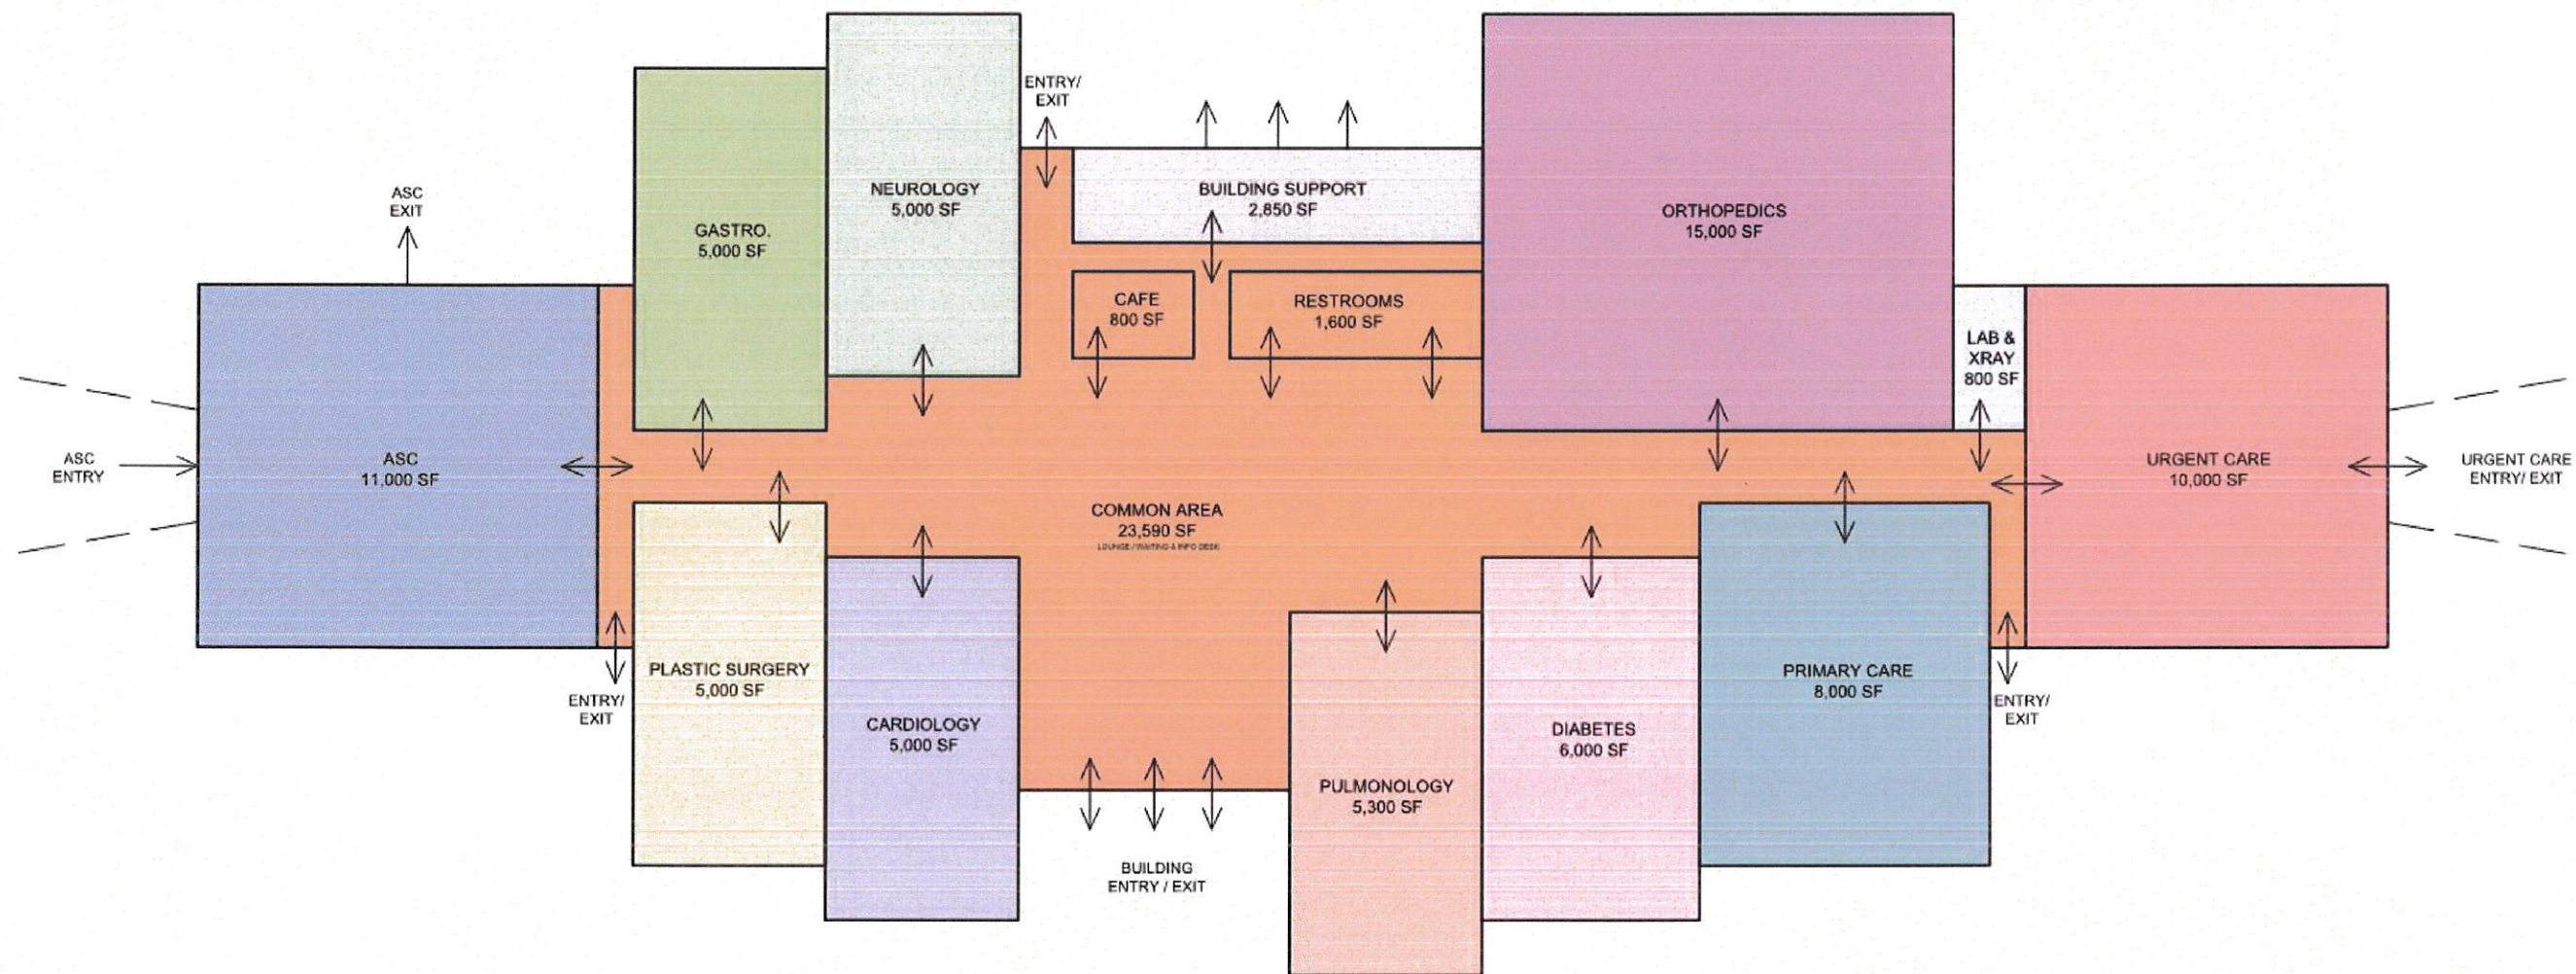 ENTRY/
EXIT
NEUROLOGY
5,000 SF
BUILDING SUPPORT
2,850 SF
ASC
EXIT
GASTRO.
5,000 SF
ORTHOPEDICS
15,000 SF
CAFE
800 SF
RESTROOMS
1,600 SF
LAB &
XRAY
800 SF
ASC
ENTRY
ASC
11,000 SF
COMMON AREA
23,590 SF
LOUNGE / WAITING & INFO DESK
URGENT CARE
10,000 SF
URGENT CARE
ENTRY/ EXIT
PLASTIC SURGERY
5,000 SF
ENTRY/
EXIT
CARDIOLOGY
5,000 SF
PULMONOLOGY
5,300 SF
DIABETES
6,000 SF
PRIMARY CARE
8,000 SF
ENTRY/
EXIT
BUILDING
ENTRY / EXIT